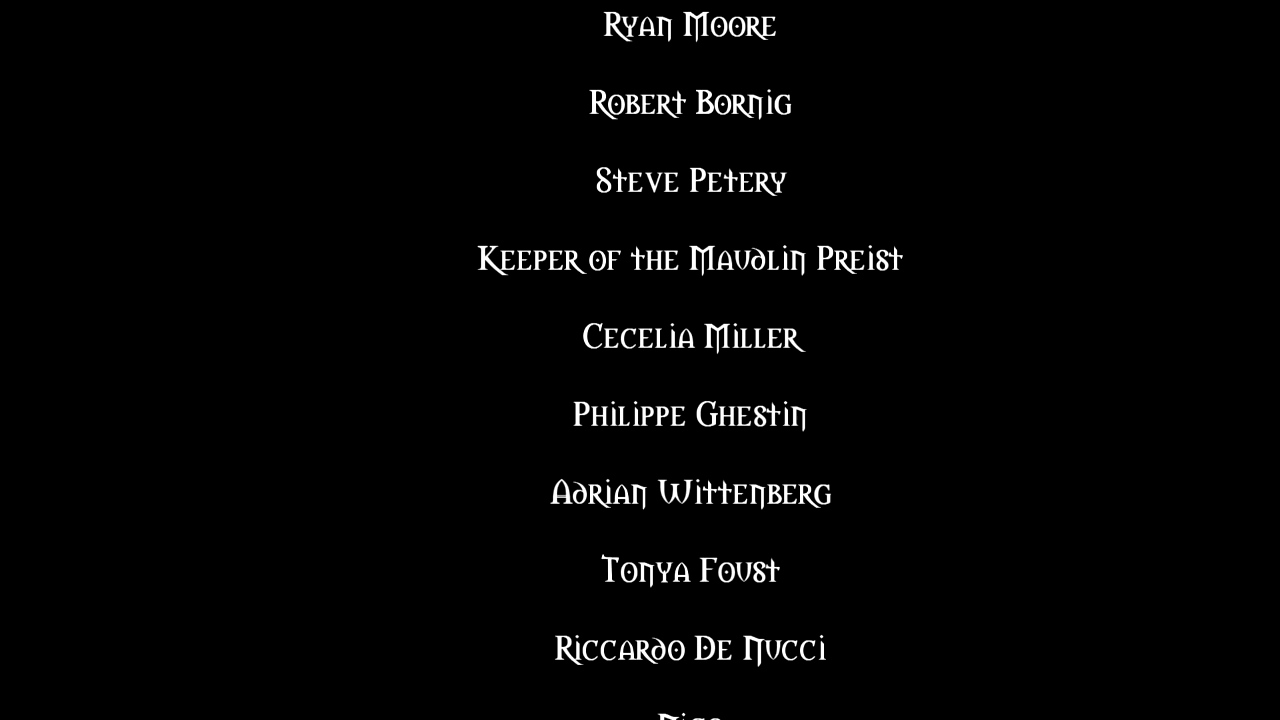 Ryan Moore
Robert Bornig
Steve Petery
Keeper of the Maudlin Preist
Cecelia Miller
Philippe Ghestin
Adrian Wittenberg
Tonya Foust
Riccardo De Nucci